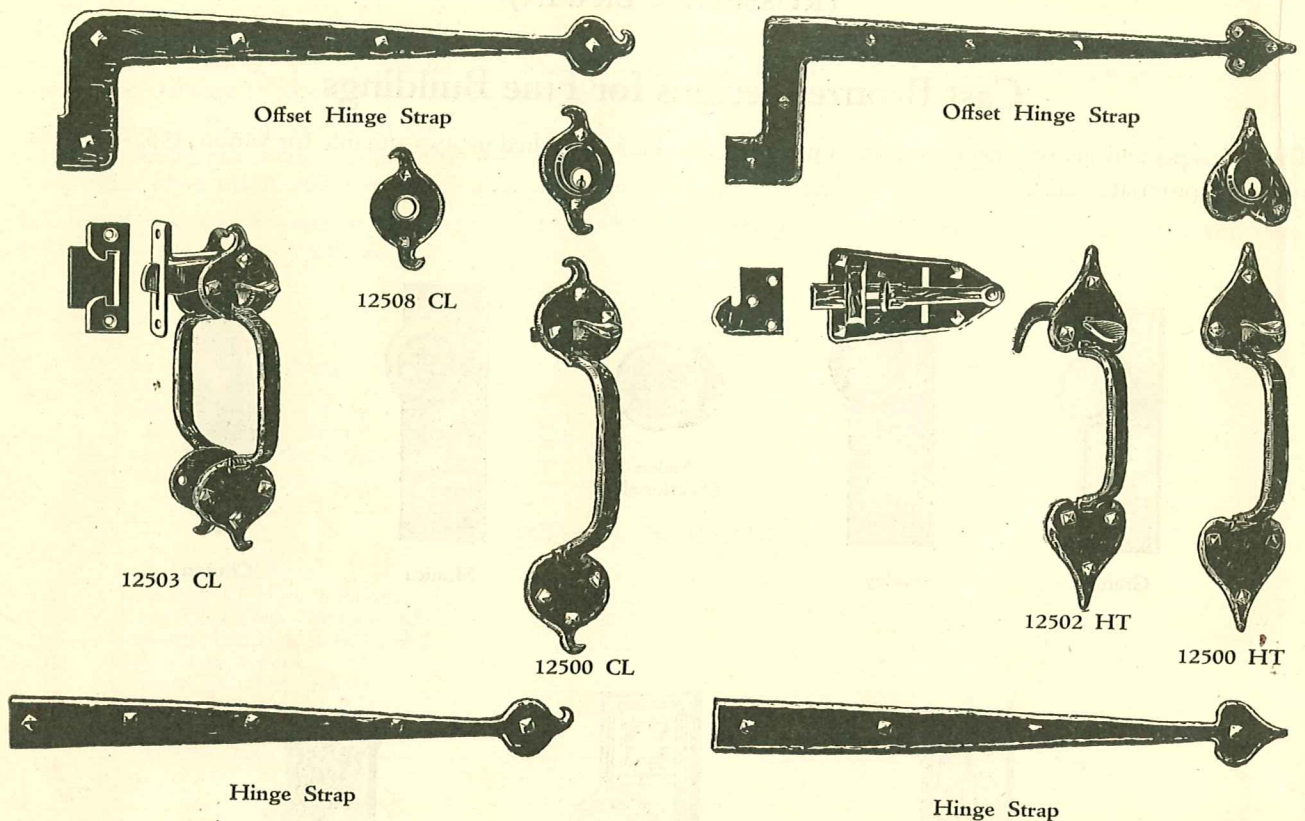 Offset Hinge Strap
Offset Hinge Strap
12508 CL
12503 CL
12500 CL
12502 HT
12500 HT
Hinge Strap
Hinge Strap